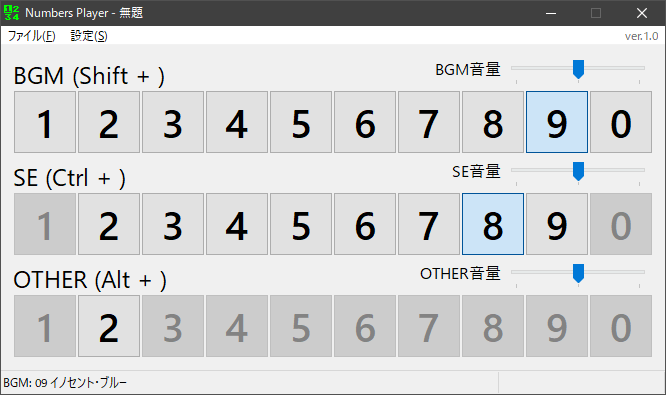 1234
Numbers Player - 無題
ファイル(F) 設定(S) ver.1.0
BGM (Shift + ) BGM音量
1 2 3 4 5 6 7 8 9 0
SE (Ctrl + ) SE音量
1 2 3 4 5 6 7 8 9 0
OTHER (Alt + ) OTHER音量
1 2 3 4 5 6 7 8 9 0
BGM: 09 イノセント・ブルー